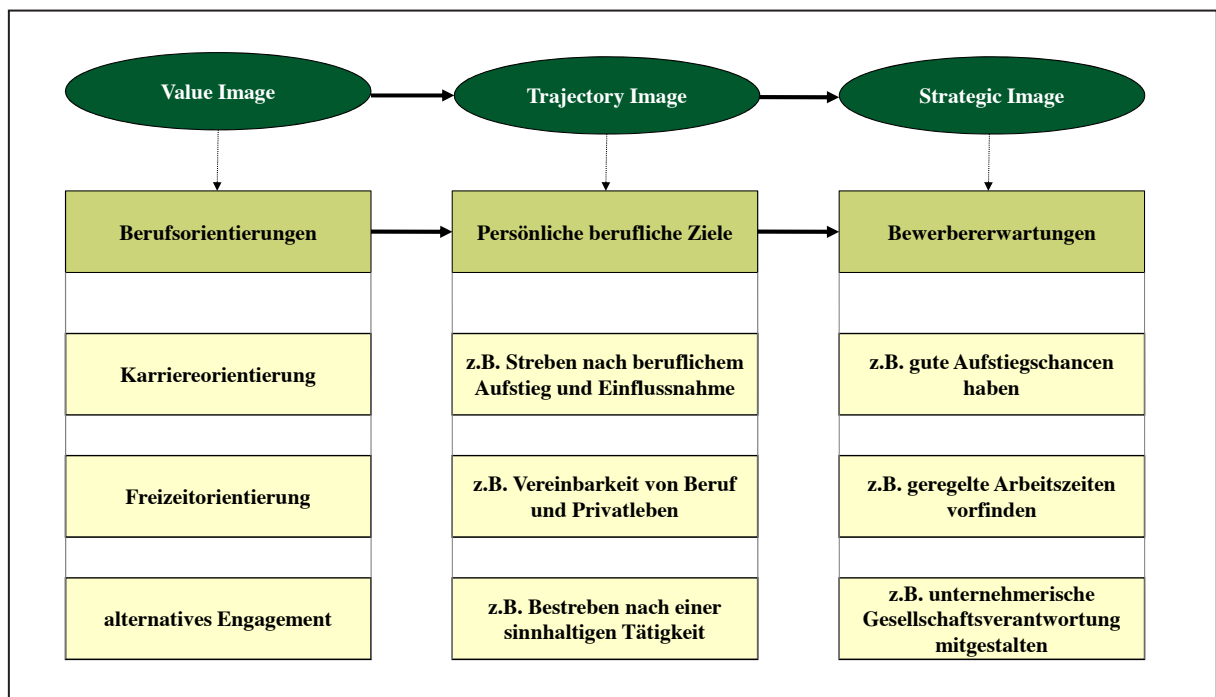 Value Image
Trajectory Image
Strategic Image
Berufsorientierungen
Persönliche berufliche Ziele
Bewerbererwartungen
Karriereorientierung
z.B. Streben nach beruflichem
Aufstieg und Einflussnahme
z.B. gute Aufstiegschancen
haben
Freizeitorientierung
z.B. Vereinbarkeit von Beruf
und Privatleben
z.B. geregelte Arbeitszeiten
vorfinden
alternatives Engagement
z.B. Bestreben nach einer
sinnhaltigen Tätigkeit
z.B. unternehmerische
Gesellschaftsverantwortung
mitgestalten